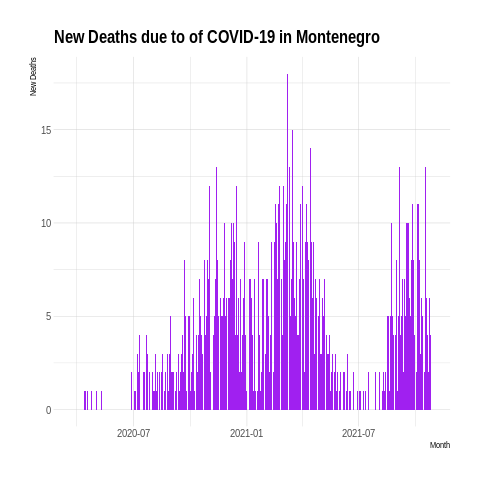 New Deaths due to of COVID-19 in Montenegro
New Deaths
15
10
5
0
2020-07
2021-01
2021-07
Month